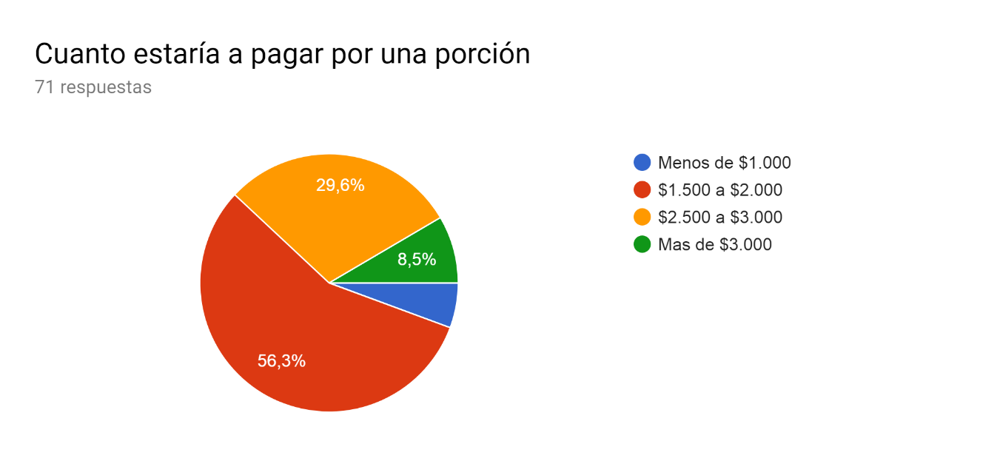 Cuanto estaría a pagar por una porción
71 respuestas
29,6%
8,5%
56,3%
Menos de $1.000
$1.500 a $2.000
$2.500 a $3.000
Mas de $3.000